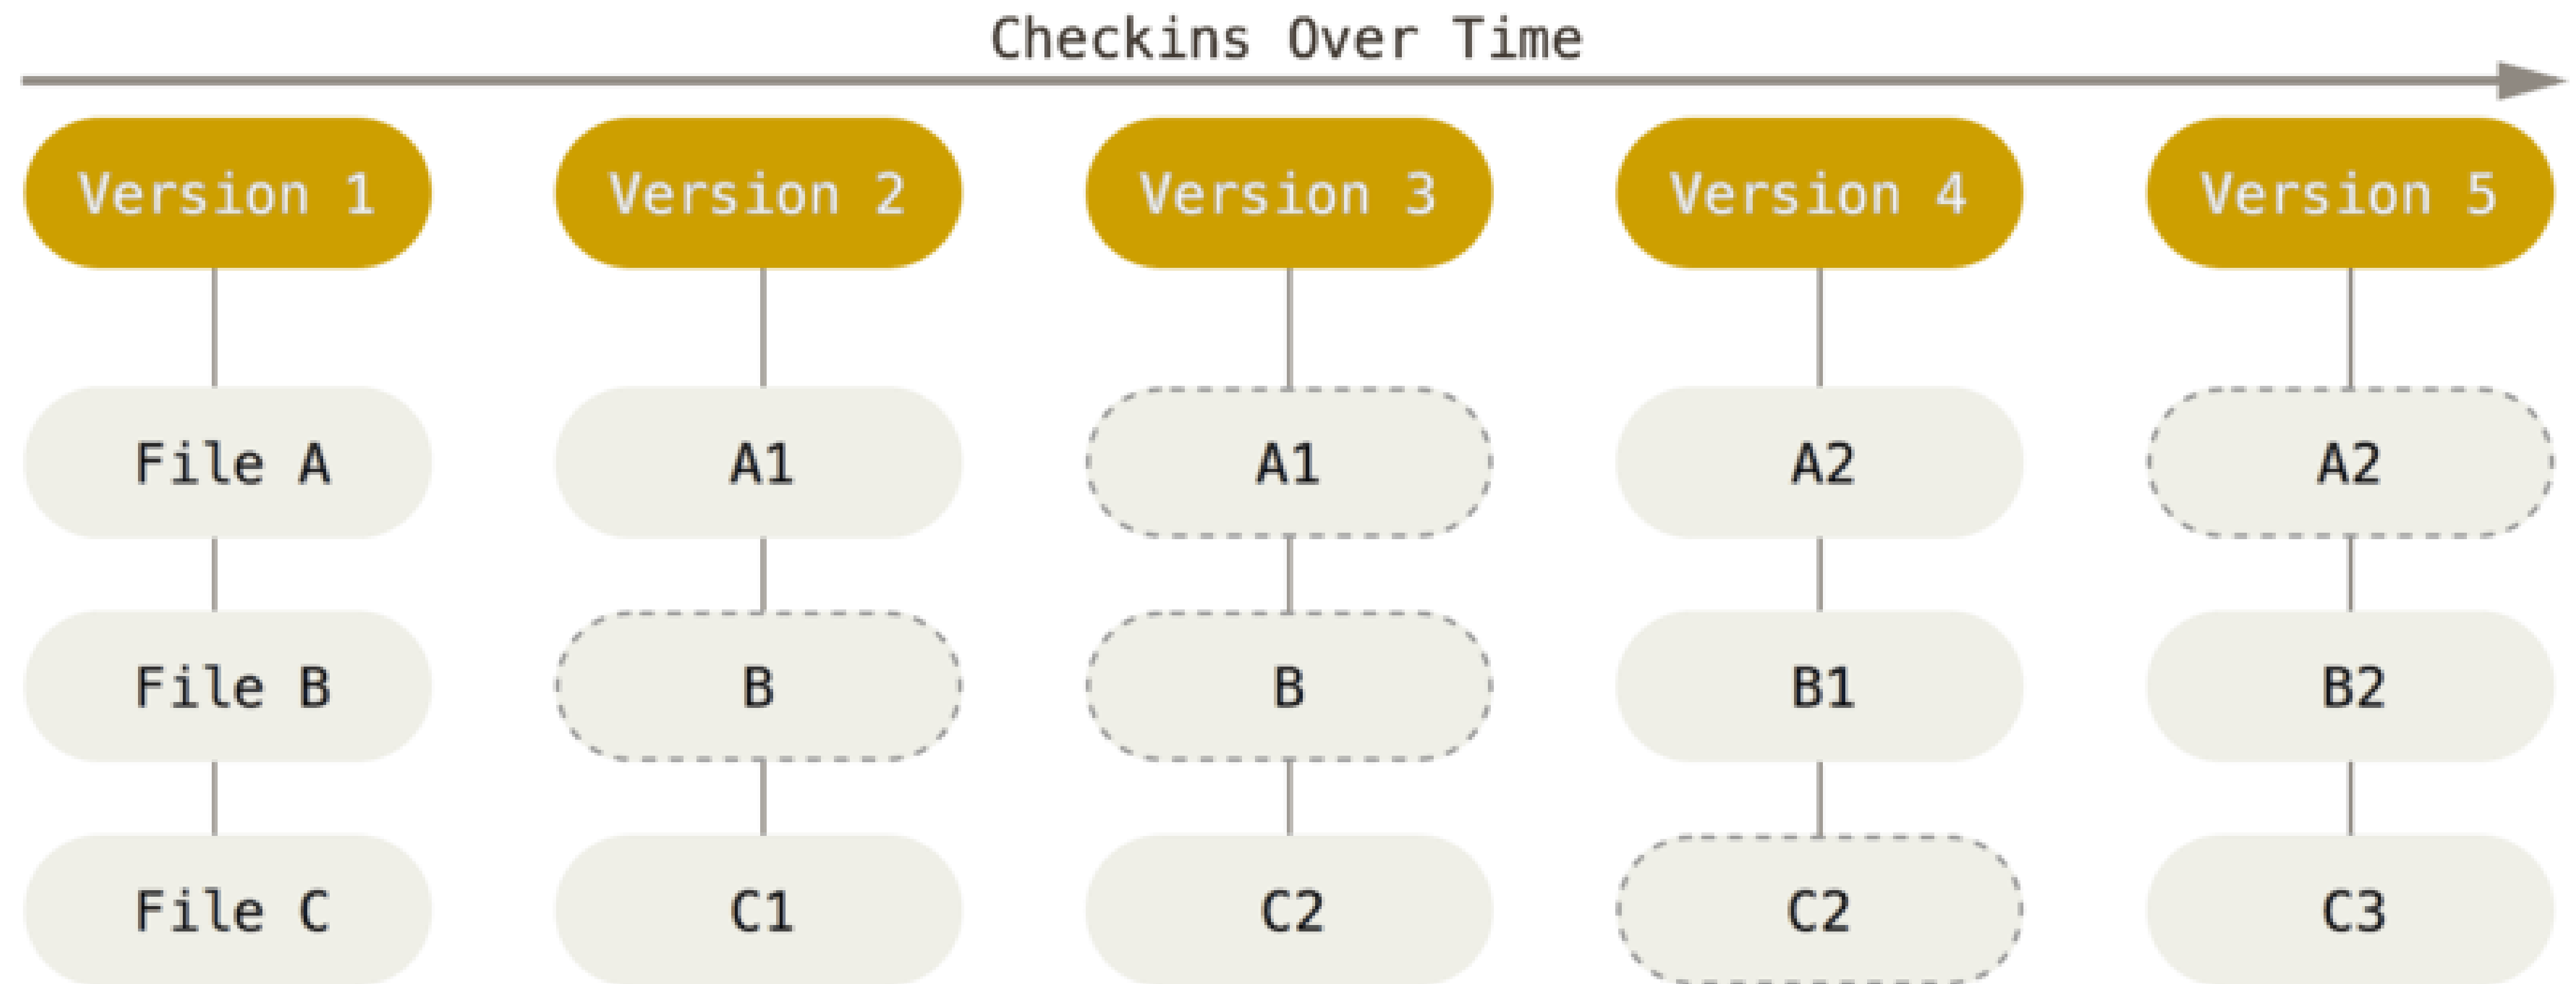 Checkins Over Time
Version 1 Version 2 Version 3 Version 4 Version 5
File A A1 A1 A2 A2
File B B B B1 B2
File C C1 C2 C2 C3